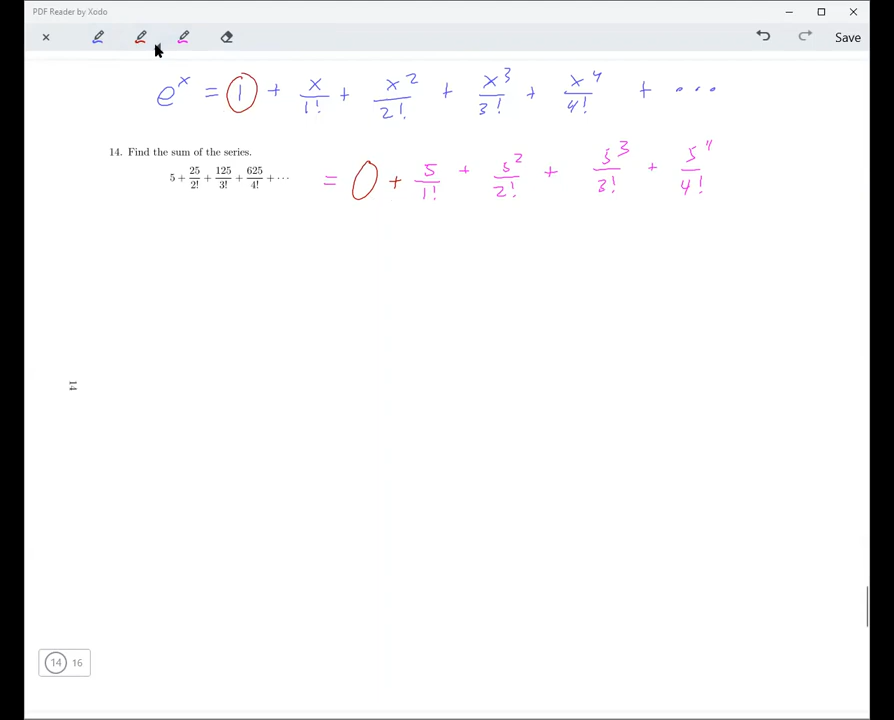 PDF Reader by Xodo
Save
e^x = 1 + x/1! + x^2/2! + x^3/3! + x^4/4! + ...
14. Find the sum of the series.
5 + 25/2! + 125/3! + 625/4! + ⋯ = 0 + 5/1! + 5^2/2! + 5^3/3! + 5^4/4!
14
14 16